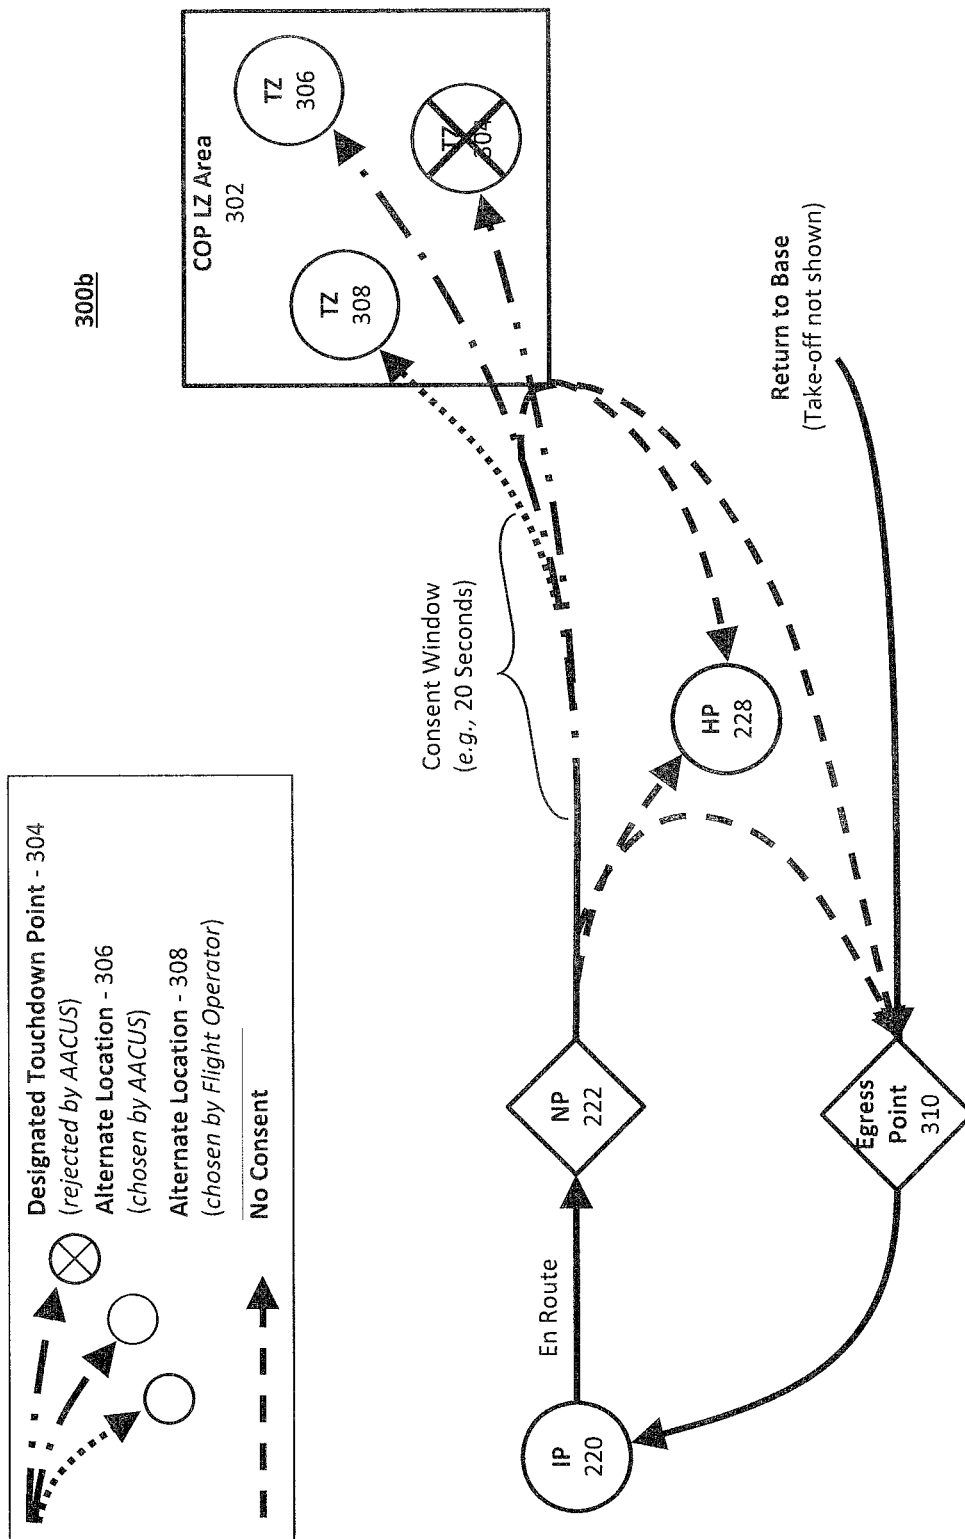 300b
Designated Touchdown Point - 304
(rejected by AACUS)
Alternate Location - 306
(chosen by AACUS)
Alternate Location - 308
(chosen by Flight Operator)
No Consent
COP LZ Area
302
TZ
306
TZ
304
TZ
308
Consent Window
(e.g., 20 Seconds)
En Route
IP
220
NP
222
HP
228
Return to Base
(Take-off not shown)
Egress
Point
310